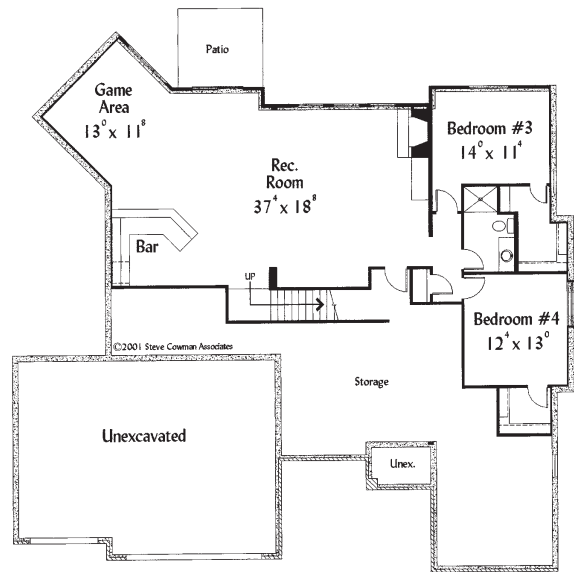 Patio
Game
Area
13⁰ x 11⁸
Bedroom #3
14⁰ x 11⁴
Rec.
Room
37⁴ x 18⁸
Bar
UP
Bedroom #4
12⁴ x 13⁰
©2001 Steve Cowman Associates
Storage
Unexcavated
Unex.